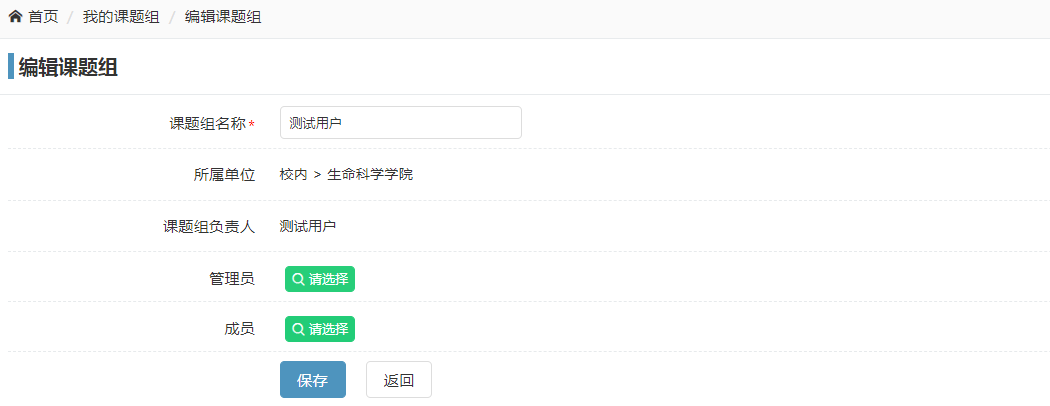 首页 / 我的课题组 / 编辑课题组
编辑课题组
课题组名称* 测试用户
所属单位 校内 > 生命科学学院
课题组负责人 测试用户
管理员 请选择
成员 请选择
保存 返回